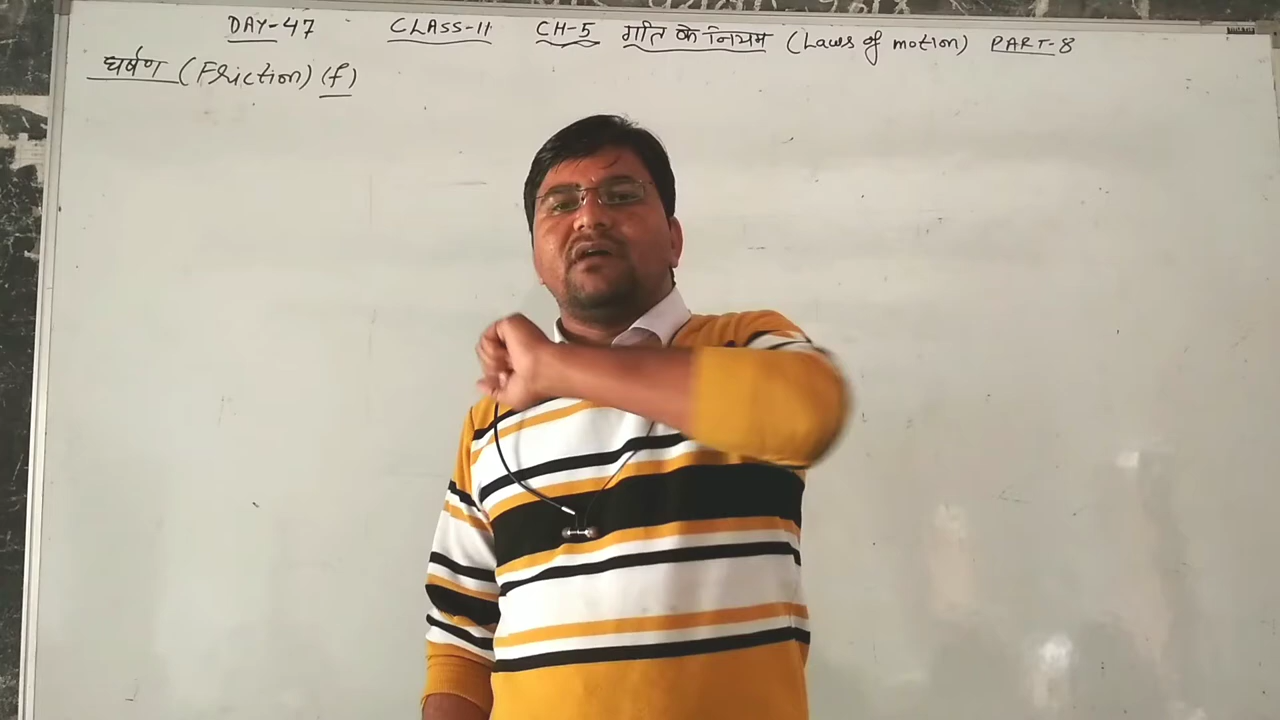 DAY-47 CLASS-11 CH-5 गति के नियम (Laws of motion) PART-8
घर्षण (Friction) (f)